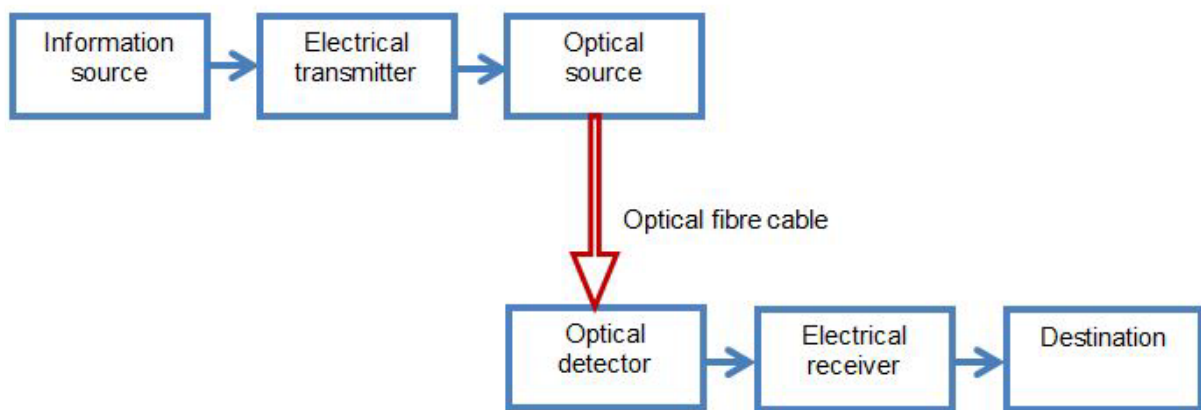 Information
source
Electrical
transmitter
Optical
source
Optical fibre cable
Optical
detector
Electrical
receiver
Destination